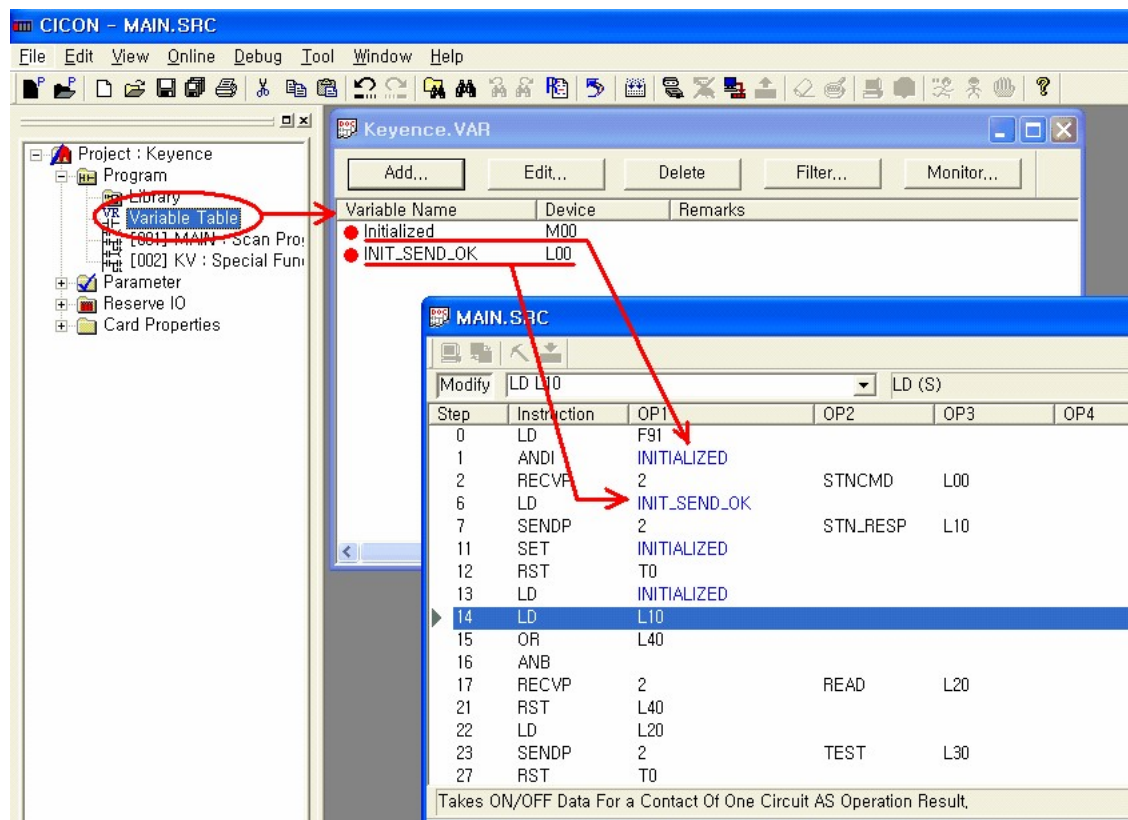 CICON - MAIN.SRC
File Edit View Online Debug Tool Window Help
Project : Keyence
Program
Library
Variable Table
[001] MAIN : Scan Pro
[002] KV : Special Fun
Parameter
Reserve IO
Card Properties
Keyence.VAR
Add... Edit... Delete Filter... Monitor...
Variable Name Device Remarks
Initialized M00
INIT_SEND_OK L00
MAIN.SRC
Modify LD L10 LD (S)
Step Instruction OP1 OP2 OP3 OP4
0 LD F91
1 ANDI INITIALIZED
2 RECVP 2 STNCMD L00
6 LD INIT_SEND_OK
7 SENDP 2 STN_RESP L10
11 SET INITIALIZED
12 RST T0
13 LD INITIALIZED
14 LD L10
15 OR L40
16 ANB
17 RECVP 2 READ L20
21 RST L40
22 LD L20
23 SENDP 2 TEST L30
27 RST T0
Takes ON/OFF Data For a Contact Of One Circuit AS Operation Result,